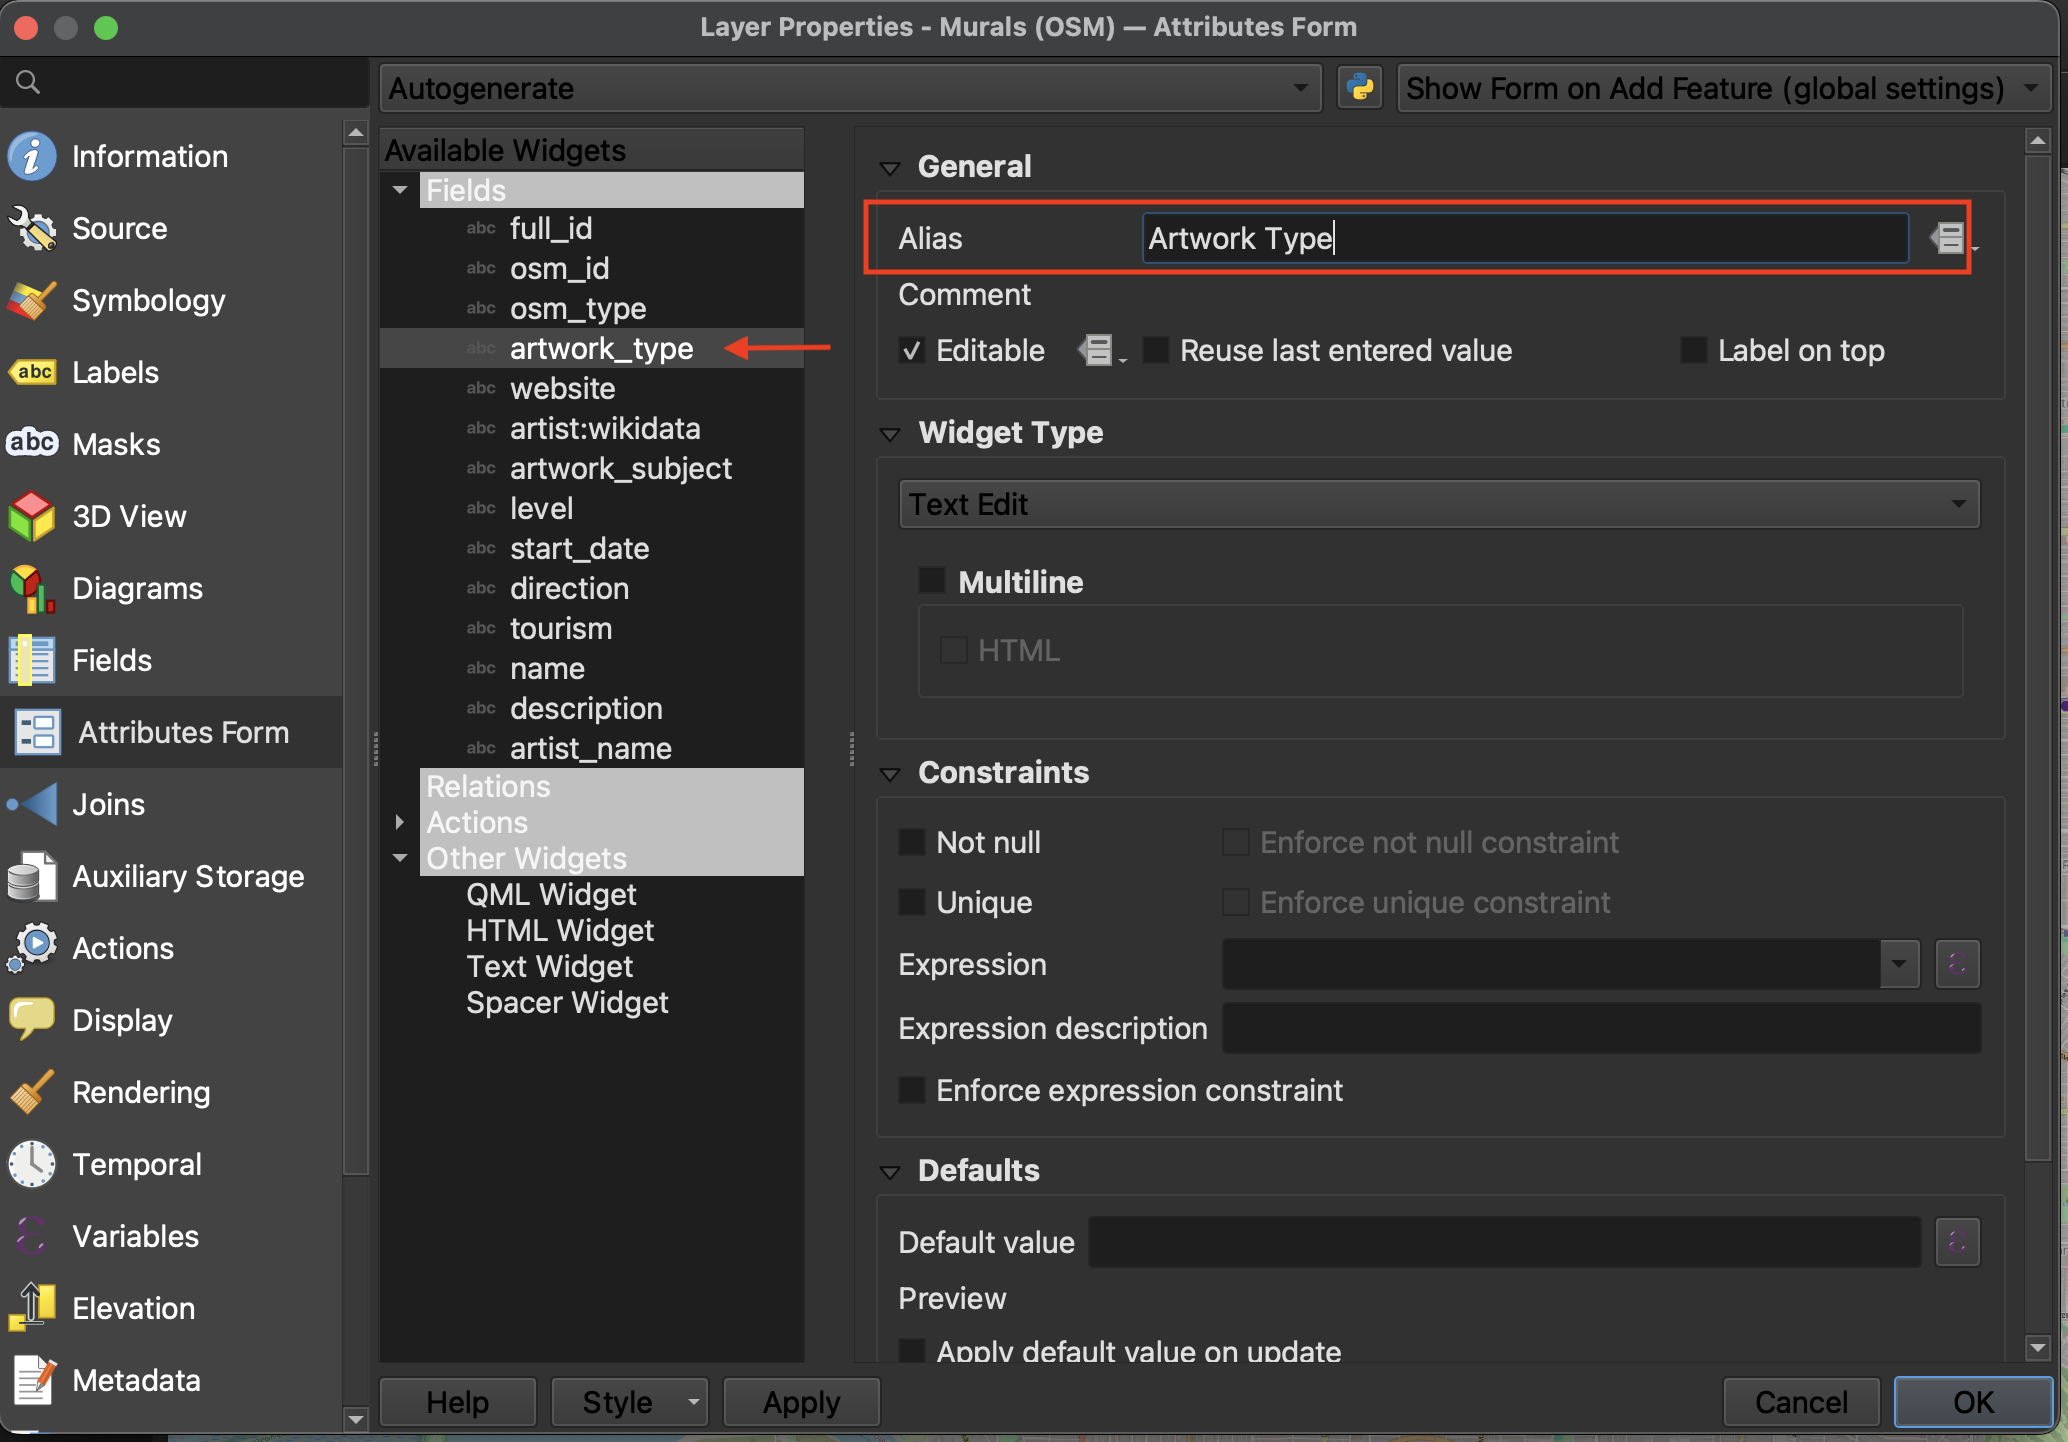 Layer Properties - Murals (OSM) — Attributes Form
Autogenerate
Show Form on Add Feature (global settings)
Information
Source
Symbology
abc Labels
abc Masks
3D View
Diagrams
Fields
Attributes Form
Joins
Auxiliary Storage
Actions
Display
Rendering
Temporal
Variables
Elevation
Metadata
Available Widgets
Fields
abc full_id
abc osm_id
abc osm_type
abc artwork_type
abc website
abc artist:wikidata
abc artwork_subject
abc level
abc start_date
abc direction
abc tourism
abc name
abc description
abc artist_name
Relations
Actions
Other Widgets
QML Widget
HTML Widget
Text Widget
Spacer Widget
General
Alias Artwork Type
Comment
Editable Reuse last entered value Label on top
Widget Type
Text Edit
Multiline
HTML
Constraints
Not null Enforce not null constraint
Unique Enforce unique constraint
Expression
Expression description
Enforce expression constraint
Defaults
Default value
Preview
Apply default value on update
Help Style Apply Cancel OK